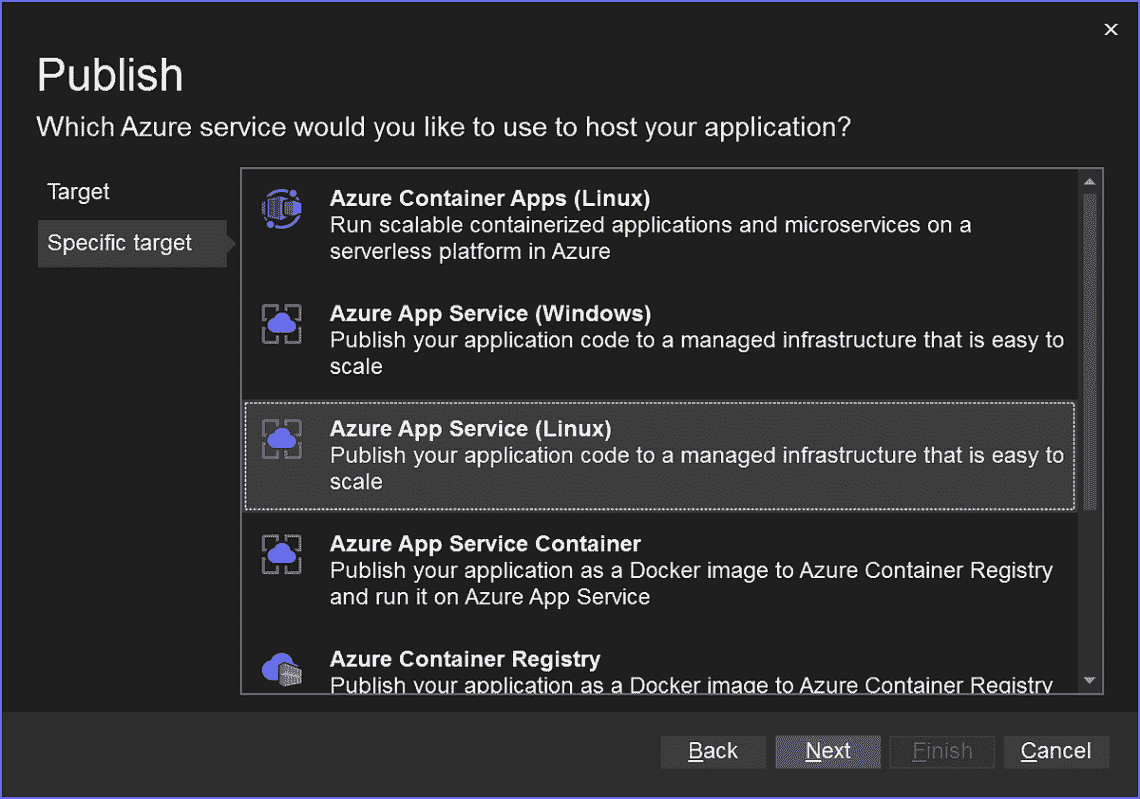 Publish
Which Azure service would you like to use to host your application?
Target
Specific target
Azure Container Apps (Linux)
Run scalable containerized applications and microservices on a
serverless platform in Azure
Azure App Service (Windows)
Publish your application code to a managed infrastructure that is easy to
scale
Azure App Service (Linux)
Publish your application code to a managed infrastructure that is easy to
scale
Azure App Service Container
Publish your application as a Docker image to Azure Container Registry
and run it on Azure App Service
Azure Container Registry
Publish your application as a Docker image to Azure Container Registry
Back
Next
Finish
Cancel